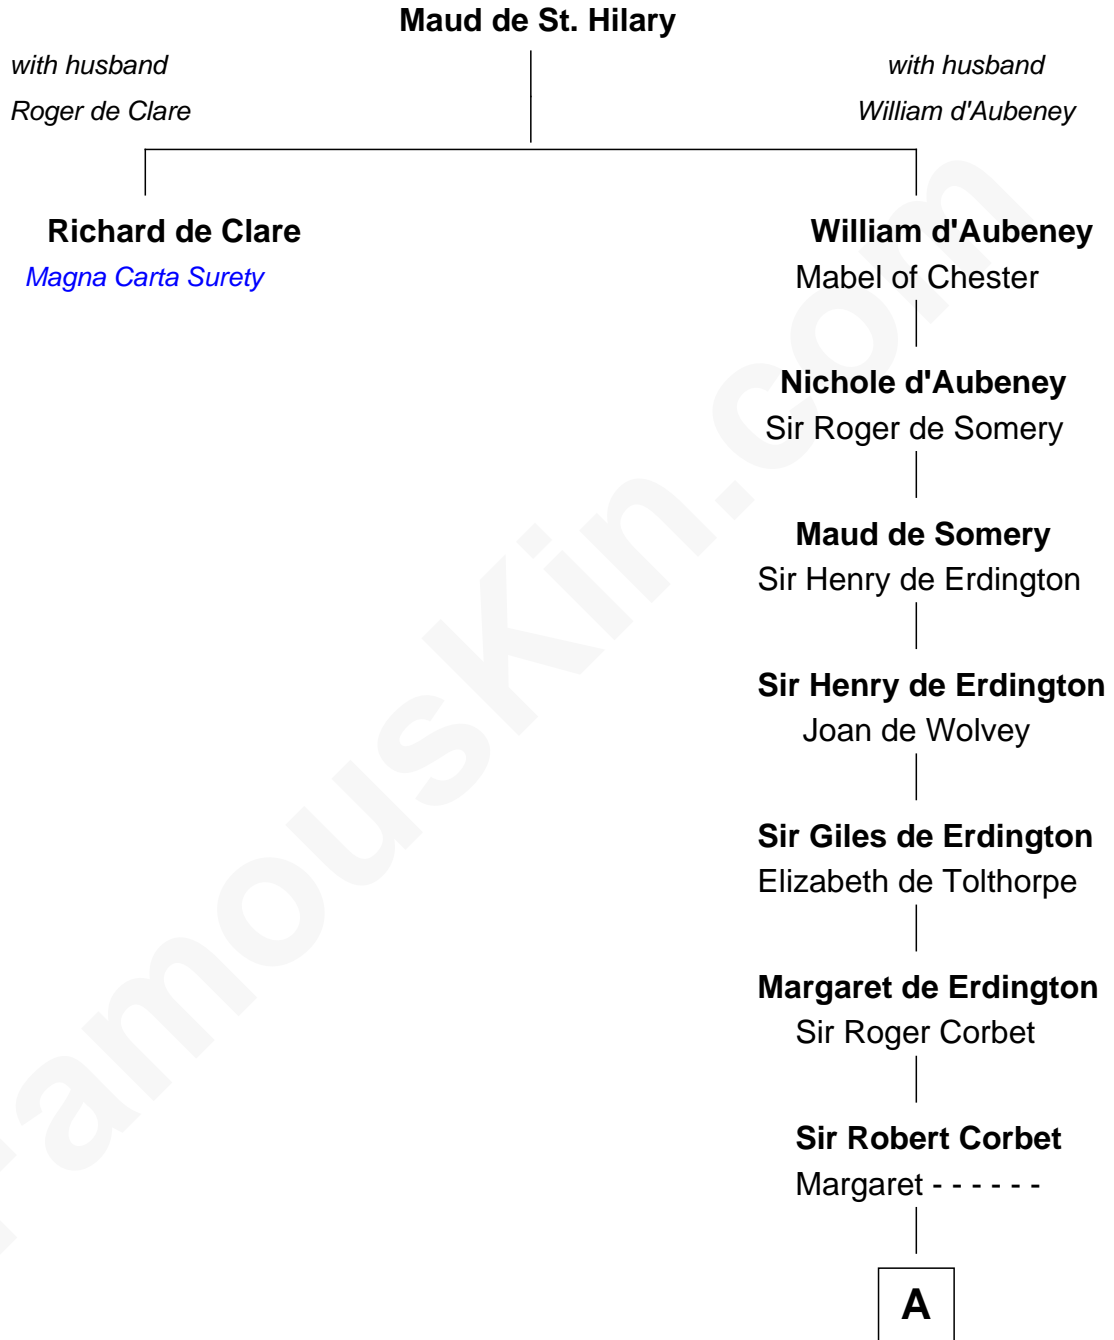 Maud de St. Hilary
with husband
with husband
Roger de Clare
William d'Aubeney
Richard de Clare
William d'Aubeney
Magna Carta Surety
Mabel of Chester
Nichole d'Aubeney
Sir Roger de Somery
Maud de Somery
Sir Henry de Erdington
Sir Henry de Erdington
Joan de Wolvey
Sir Giles de Erdington
Elizabeth de Tolthorpe
Margaret de Erdington
Sir Roger Corbet
Sir Robert Corbet
Margaret - - - - - -
A
FamousKin.com